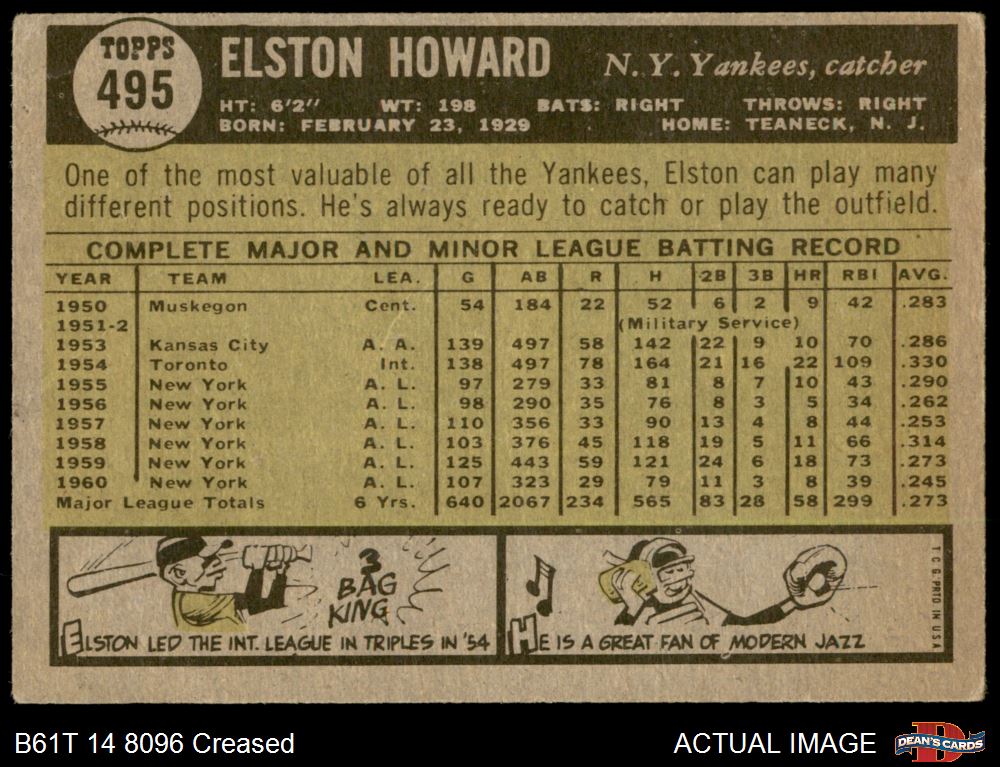 TOPPS
495
ELSTON HOWARD N.Y. Yankees, catcher
HT: 6'2" WT: 198 BATS: RIGHT THROWS: RIGHT
BORN: FEBRUARY 23, 1929 HOME: TEANECK, N. J.
One of the most valuable of all the Yankees, Elston can play many
different positions. He's always ready to catch or play the outfield.
COMPLETE MAJOR AND MINOR LEAGUE BATTING RECORD
YEAR TEAM LEA. G AB R H 2B 3B HR RBI AVG.
1950 Muskegon Cent. 54 184 22 52 6 2 9 42 .283
1951-2 (Military Service)
1953 Kansas City A. A. 139 497 58 142 22 9 10 70 .286
1954 Toronto Int. 138 497 78 164 21 16 22 109 .330
1955 New York A. L. 97 279 33 81 8 7 10 43 .290
1956 New York A. L. 98 290 35 76 8 3 5 34 .262
1957 New York A. L. 110 356 33 90 13 4 8 44 .253
1958 New York A. L. 103 376 45 118 19 5 11 66 .314
1959 New York A. L. 125 443 59 121 24 6 18 73 .273
1960 New York A. L. 107 323 29 79 11 3 8 39 .245
Major League Totals 6 Yrs. 640 2067 234 565 83 28 58 299 .273
3
BAG
KING
ELSTON LED THE INT. LEAGUE IN TRIPLES IN '54
HE IS A GREAT FAN OF MODERN JAZZ
T C G PRTD IN U S A
B61T 14 8096 Creased
ACTUAL IMAGE
D
DEAN'S CARDS